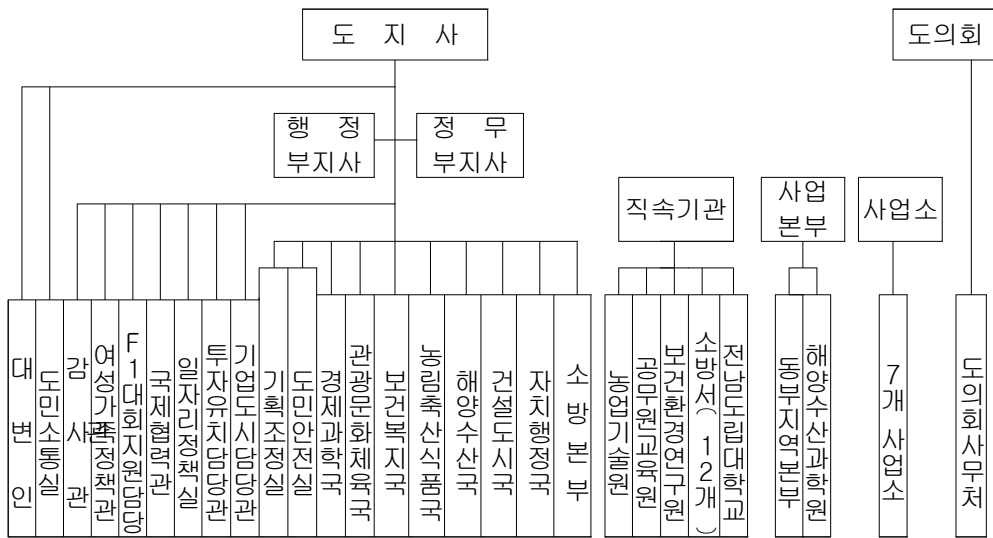 도 지 사
도의회
행 정
부지사
정 무
부지사
직속기관
사업
본부
사업소
대변인
도민소통실
감사관
여성가족정책관
F1대회지원담당관
국제협력관
일자리정책실
투자유치담당관
기업도시담당관
기획조정실
도민안전실
경제과학국
관광문화체육국
보건복지국
농림축산식품국
해양수산국
건설도시국
자치행정국
소방본부
농업기술원
공무원교육원
보건환경연구원
소방서(12개)
전남도립대학교
동부지역본부
해양수산과학원
7개 사업소
도의회사무처